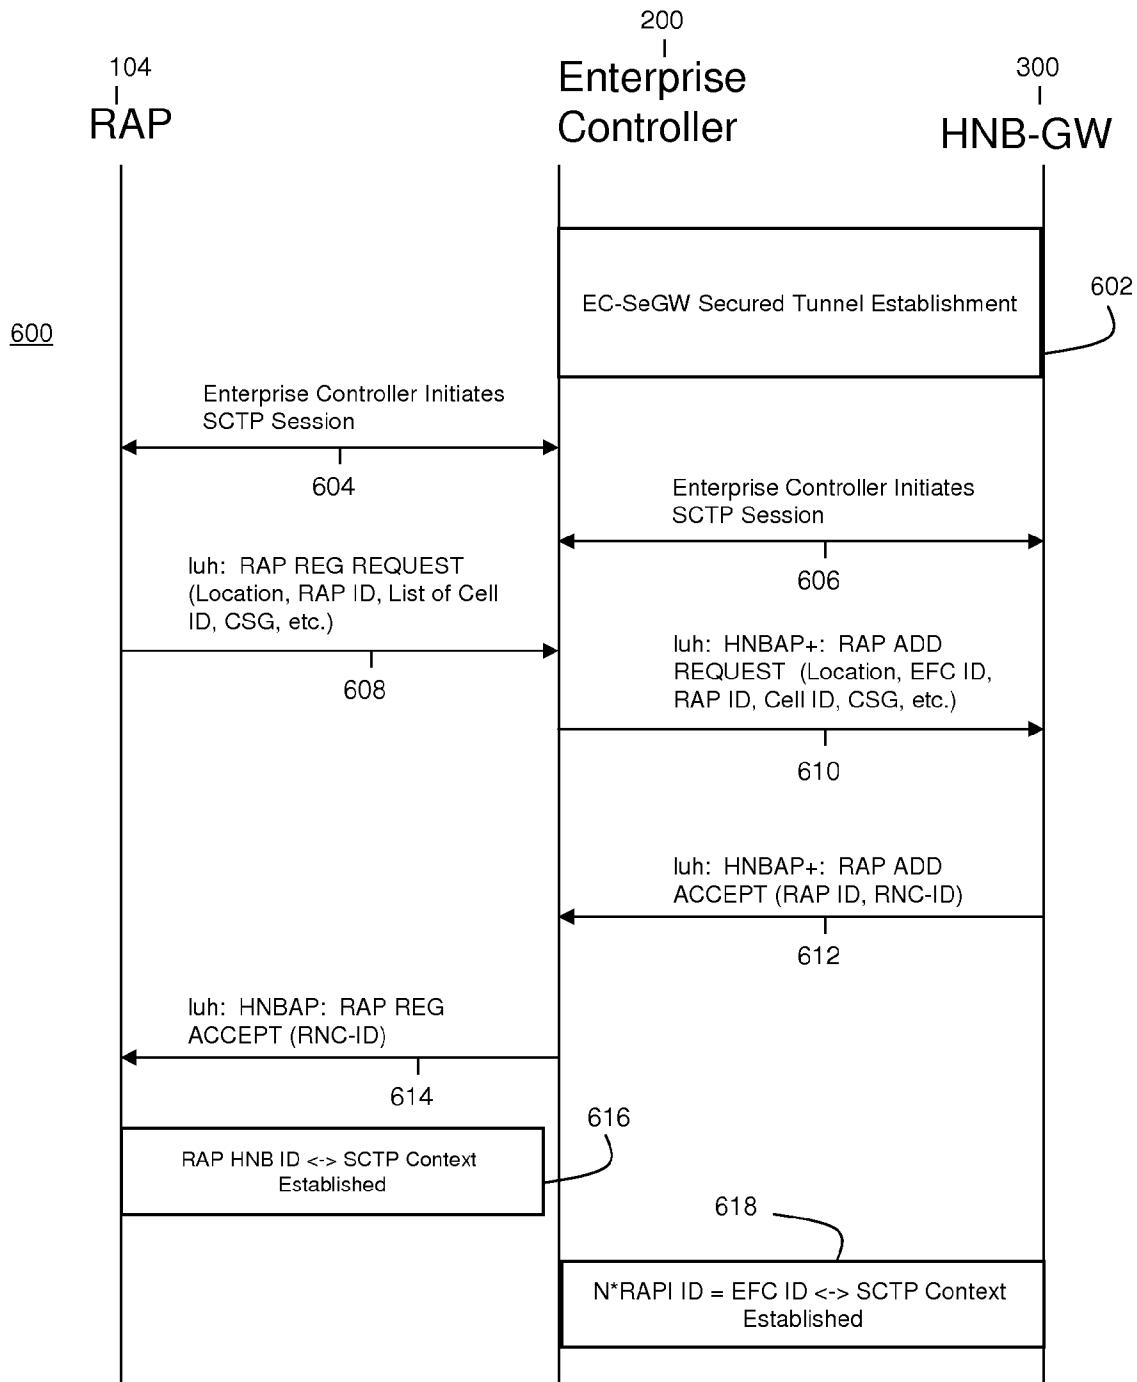 200
104
Enterprise
Controller
300
RAP
HNB-GW
EC-SeGW Secured Tunnel Establishment
602
600
Enterprise Controller Initiates
SCTP Session
604
Enterprise Controller Initiates
SCTP Session
606
Iuh: RAP REG REQUEST
(Location, RAP ID, List of Cell
ID, CSG, etc.)
608
Iuh: HNBAP+: RAP ADD
REQUEST (Location, EFC ID,
RAP ID, Cell ID, CSG, etc.)
610
Iuh: HNBAP+: RAP ADD
ACCEPT (RAP ID, RNC-ID)
612
Iuh: HNBAP: RAP REG
ACCEPT (RNC-ID)
614
616
RAP HNB ID <-> SCTP Context
Established
618
N*RAPI ID = EFC ID <-> SCTP Context
Established